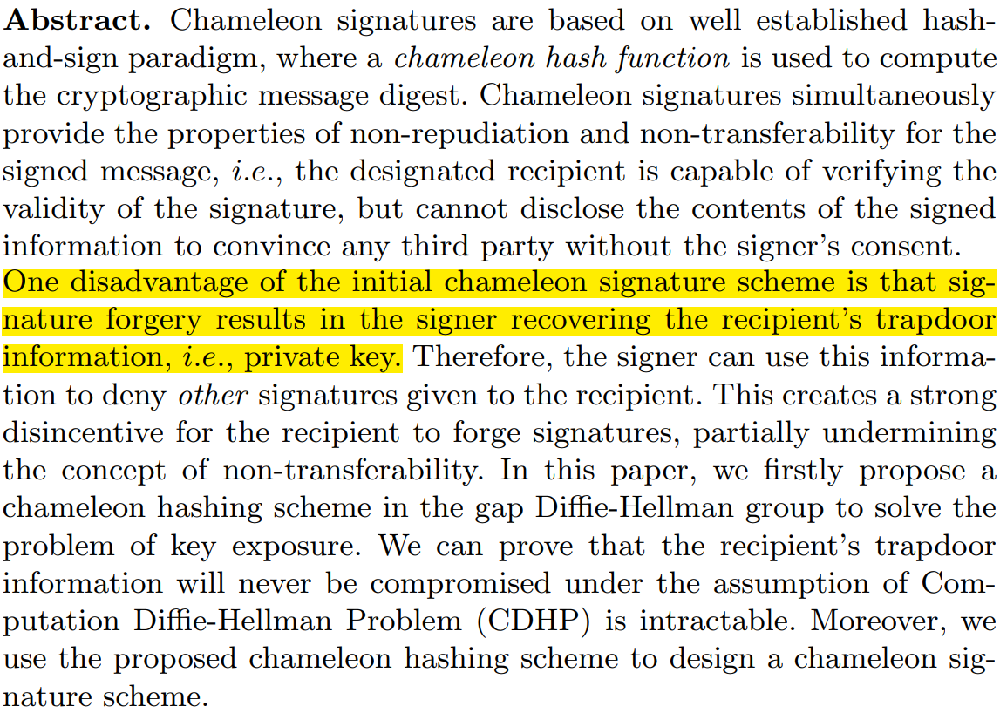 Abstract. Chameleon signatures are based on well established hash-
and-sign paradigm, where a chameleon hash function is used to compute
the cryptographic message digest. Chameleon signatures simultaneously
provide the properties of non-repudiation and non-transferability for the
signed message, i.e., the designated recipient is capable of verifying the
validity of the signature, but cannot disclose the contents of the signed
information to convince any third party without the signer's consent.
One disadvantage of the initial chameleon signature scheme is that sig-
nature forgery results in the signer recovering the recipient's trapdoor
information, i.e., private key. Therefore, the signer can use this informa-
tion to deny other signatures given to the recipient. This creates a strong
disincentive for the recipient to forge signatures, partially undermining
the concept of non-transferability. In this paper, we firstly propose a
chameleon hashing scheme in the gap Diffie-Hellman group to solve the
problem of key exposure. We can prove that the recipient's trapdoor
information will never be compromised under the assumption of Com-
putation Diffie-Hellman Problem (CDHP) is intractable. Moreover, we
use the proposed chameleon hashing scheme to design a chameleon sig-
nature scheme.